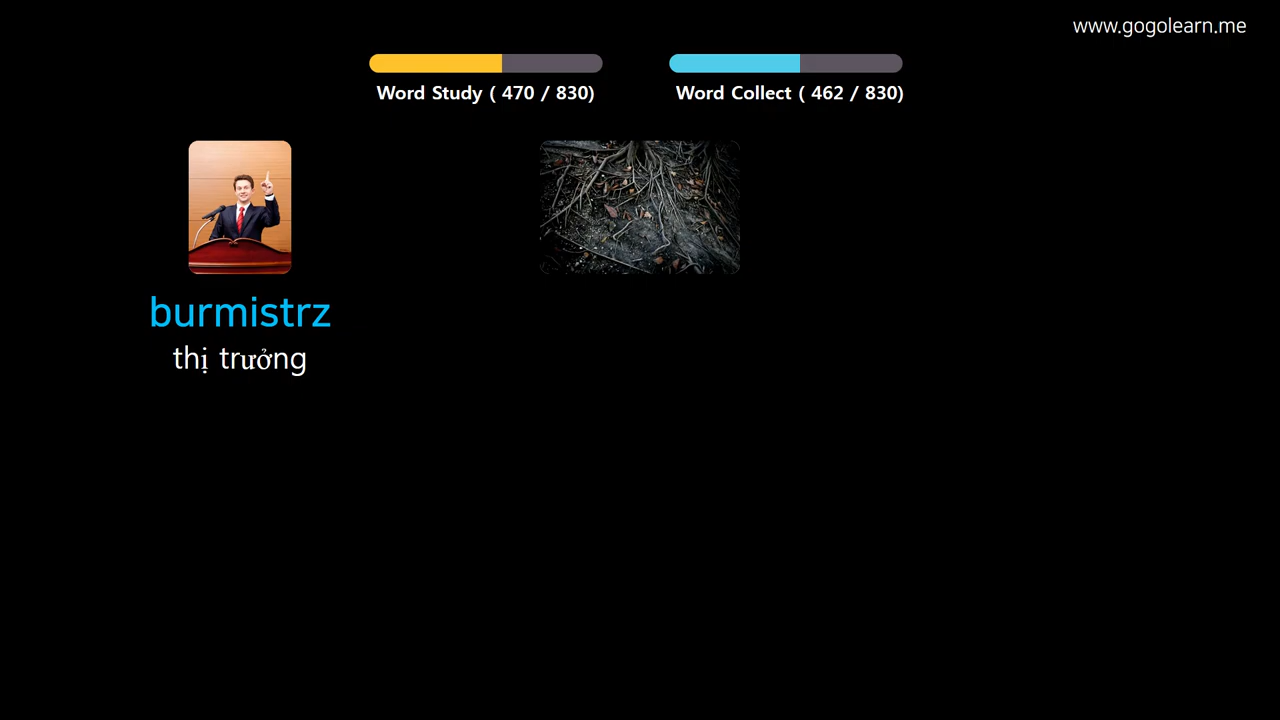 www.gogolearn.me
Word Study ( 470 / 830)
Word Collect ( 462 / 830)
burmistrz
thị trưởng